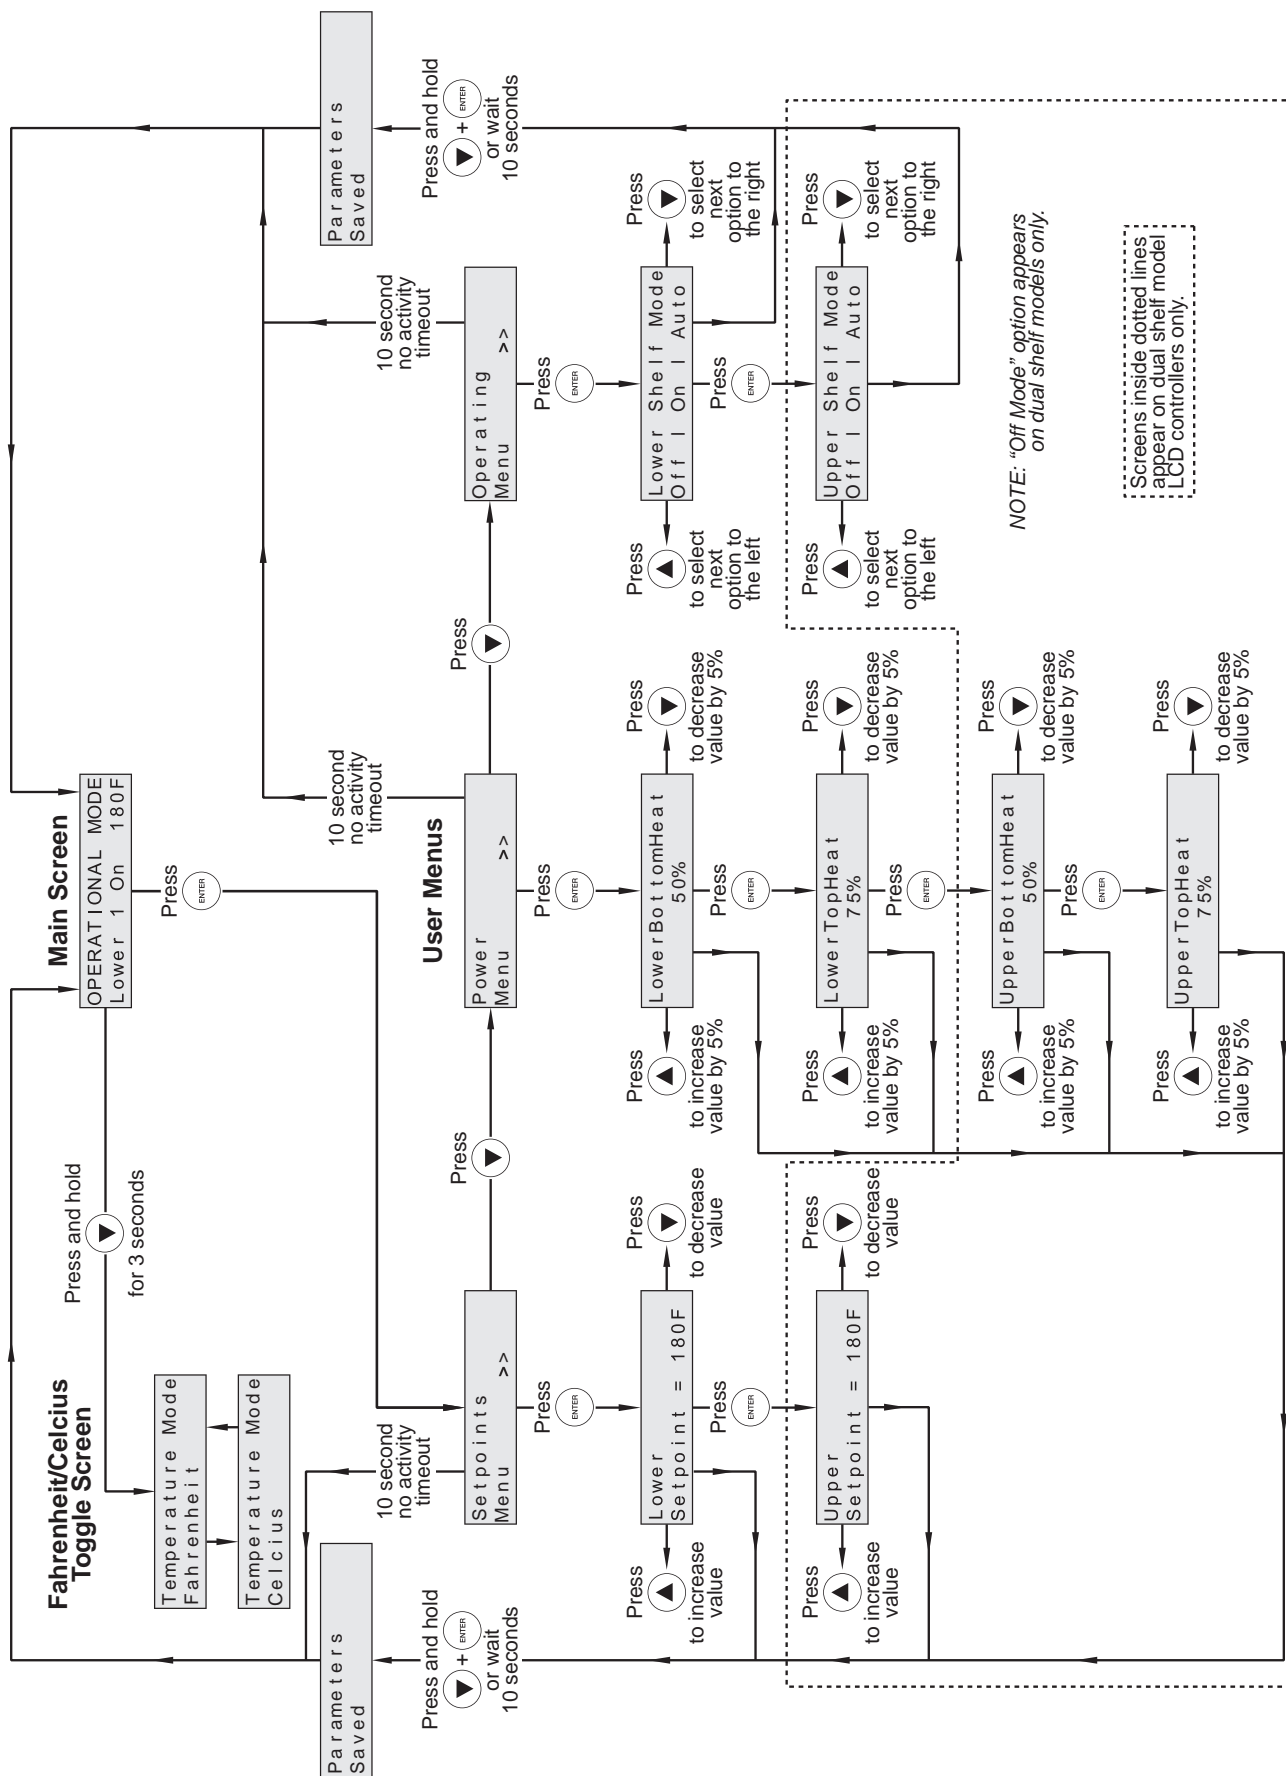 Fahrenheit/Celcius
Toggle Screen
Temperature Mode
Fahrenheit
Temperature Mode
Celcius
Press and hold
for 3 seconds
Main Screen
OPERATIONAL MODE
Lower 1 On 180F
Press
ENTER
Parameters
Saved
Press and hold
+ ENTER
or wait
10 seconds
10 second
no activity
timeout
10 second
no activity
timeout
10 second
no activity
timeout
Parameters
Saved
Press and hold
+ ENTER
or wait
10 seconds
User Menus
Setpoints
Menu >>
Press
Power
Menu >>
Press
Operating
Menu >>
Press
ENTER
Press
to increase
value
Lower
Setpoint = 180F
Press
to decrease
value
Press
ENTER
Press
to increase
value
Upper
Setpoint = 180F
Press
to decrease
value
Press
ENTER
Press
to increase
value by 5%
LowerBottomHeat
50%
Press
to decrease
value by 5%
Press
ENTER
Press
to increase
value by 5%
LowerTopHeat
75%
Press
to decrease
value by 5%
Press
ENTER
Press
to increase
value by 5%
UpperBottomHeat
50%
Press
to decrease
value by 5%
Press
ENTER
Press
to increase
value by 5%
UpperTopHeat
75%
Press
to decrease
value by 5%
Press
ENTER
Press
to select
next
option to
the left
Lower Shelf Mode
Off | On | Auto
Press
to select
next
option to
the right
Press
ENTER
Press
to select
next
option to
the left
Upper Shelf Mode
Off | On | Auto
Press
to select
next
option to
the right
NOTE: “Off Mode” option appears
on dual shelf models only.
Screens inside dotted lines
appear on dual shelf model
LCD controllers only.